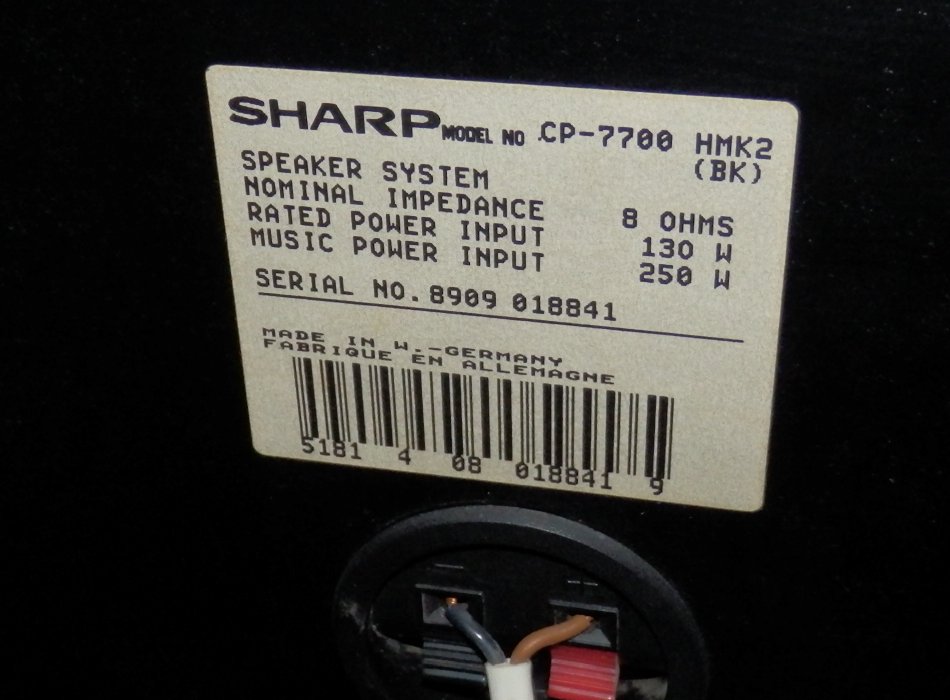 SHARP MODEL NO. CP-7700 HMK2
(BK)
SPEAKER SYSTEM
NOMINAL IMPEDANCE 8 OHMS
RATED POWER INPUT 130 W
MUSIC POWER INPUT 250 W
SERIAL NO. 8909 018841
MADE IN W.-GERMANY
FABRIQUE EN ALLEMAGNE
5181 4 08 018841 9